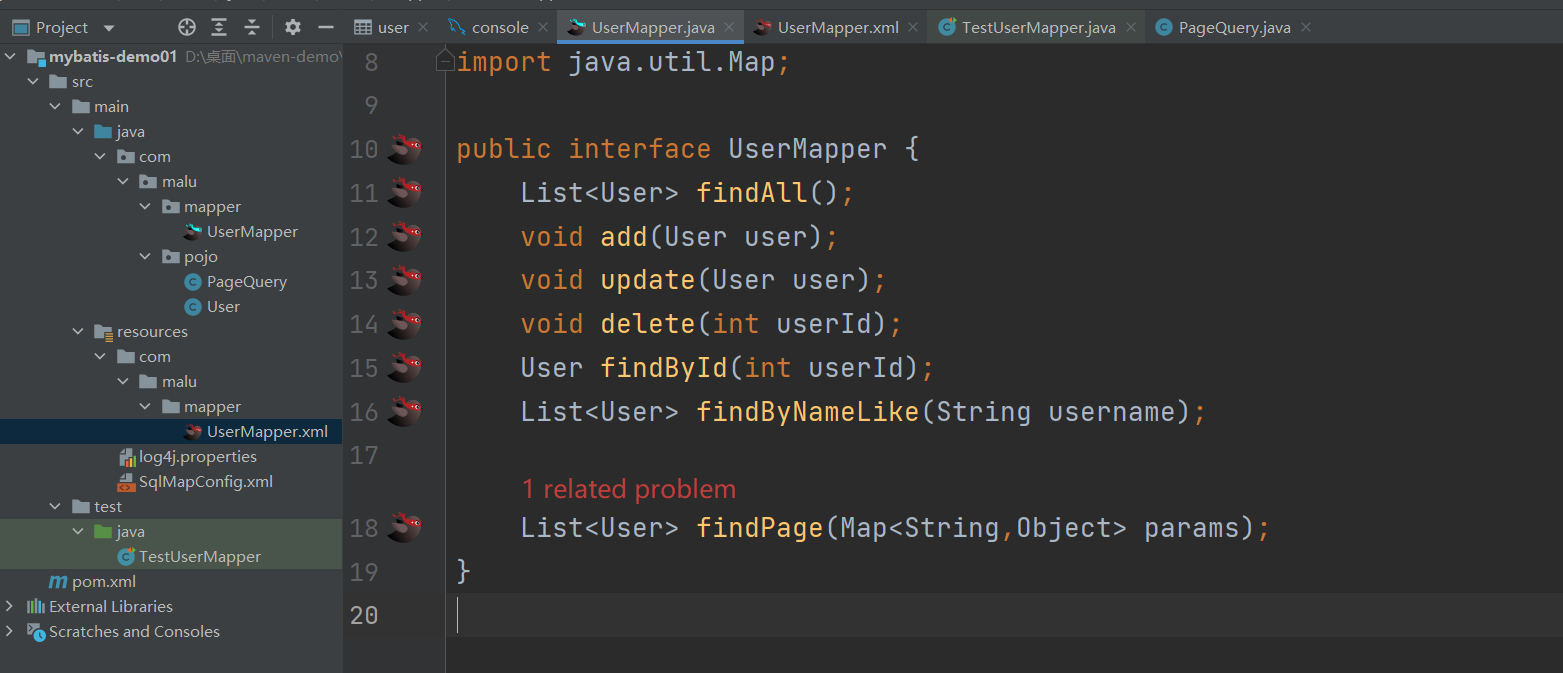 Project
user
console
UserMapper.java
UserMapper.xml
TestUserMapper.java
PageQuery.java
mybatis-demo01 D:\桌面\maven-demo\
src
main
java
com
malu
mapper
UserMapper
pojo
PageQuery
User
resources
com
malu
mapper
UserMapper.xml
log4j.properties
SqlMapConfig.xml
test
java
TestUserMapper
pom.xml
External Libraries
Scratches and Consoles
8 import java.util.Map;
9
10 public interface UserMapper {
11 List<User> findAll();
12 void add(User user);
13 void update(User user);
14 void delete(int userId);
15 User findById(int userId);
16 List<User> findByNameLike(String username);
17
1 related problem
18 List<User> findPage(Map<String,Object> params);
19 }
20